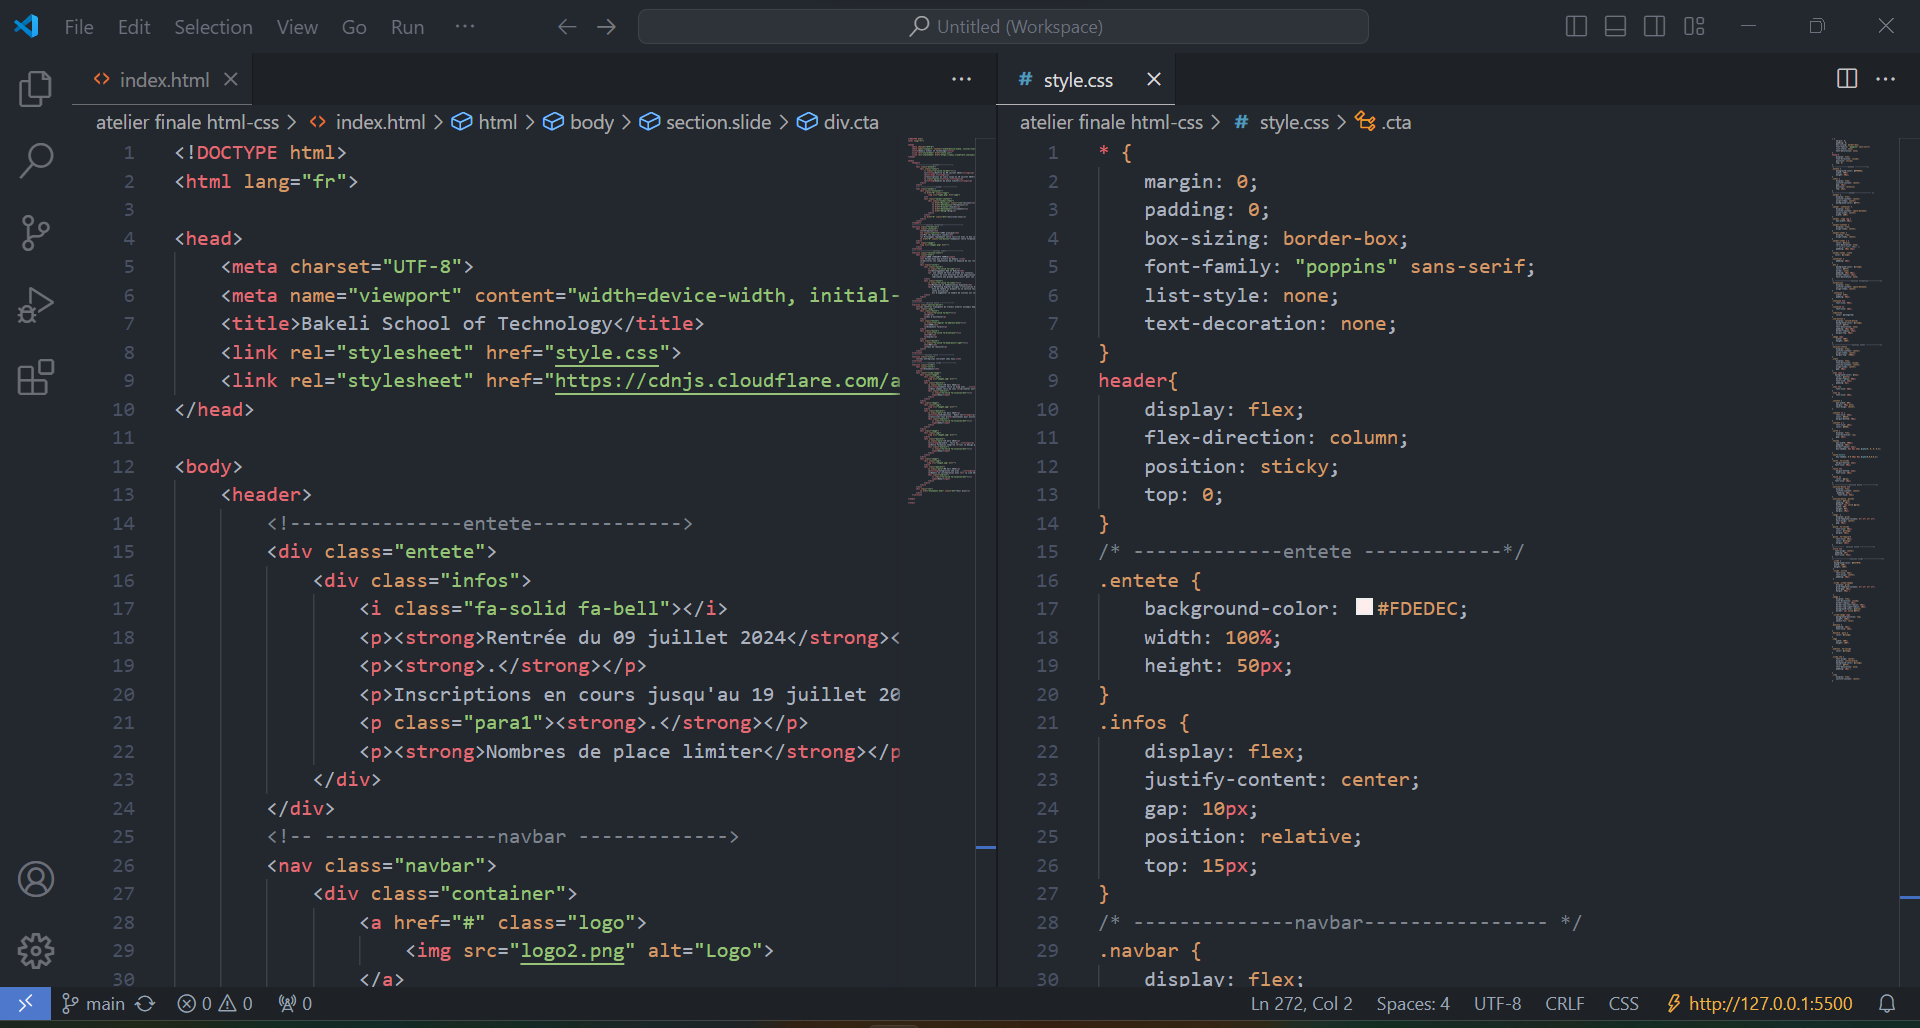 File Edit Selection View Go Run ··· Untitled (Workspace)
index.html
atelier finale html-css > index.html > html > body > section.slide > div.cta
1 <!DOCTYPE html>
2 <html lang="fr">
3
4 <head>
5 <meta charset="UTF-8">
6 <meta name="viewport" content="width=device-width, initial-
7 <title>Bakeli School of Technology</title>
8 <link rel="stylesheet" href="style.css">
9 <link rel="stylesheet" href="https://cdnjs.cloudflare.com/a
10 </head>
11
12 <body>
13 <header>
14 <!---------------entete------------->
15 <div class="entete">
16 <div class="infos">
17 <i class="fa-solid fa-bell"></i>
18 <p><strong>Rentrée du 09 juillet 2024</strong><
19 <p><strong>.</strong></p>
20 <p>Inscriptions en cours jusqu'au 19 juillet 20
21 <p class="para1"><strong>.</strong></p>
22 <p><strong>Nombres de place limiter</strong></p
23 </div>
24 </div>
25 <!-- ---------------navbar ------------->
26 <nav class="navbar">
27 <div class="container">
28 <a href="#" class="logo">
29 <img src="logo2.png" alt="Logo">
30 </a>
# style.css
atelier finale html-css > # style.css > .cta
1 * {
2 margin: 0;
3 padding: 0;
4 box-sizing: border-box;
5 font-family: "poppins" sans-serif;
6 list-style: none;
7 text-decoration: none;
8 }
9 header{
10 display: flex;
11 flex-direction: column;
12 position: sticky;
13 top: 0;
14 }
15 /* -------------entete ------------*/
16 .entete {
17 background-color: #FDEDEC;
18 width: 100%;
19 height: 50px;
20 }
21 .infos {
22 display: flex;
23 justify-content: center;
24 gap: 10px;
25 position: relative;
26 top: 15px;
27 }
28 /* --------------navbar---------------- */
29 .navbar {
30 display: flex;
main 0 0 0 Ln 272, Col 2 Spaces: 4 UTF-8 CRLF CSS http://127.0.0.1:5500